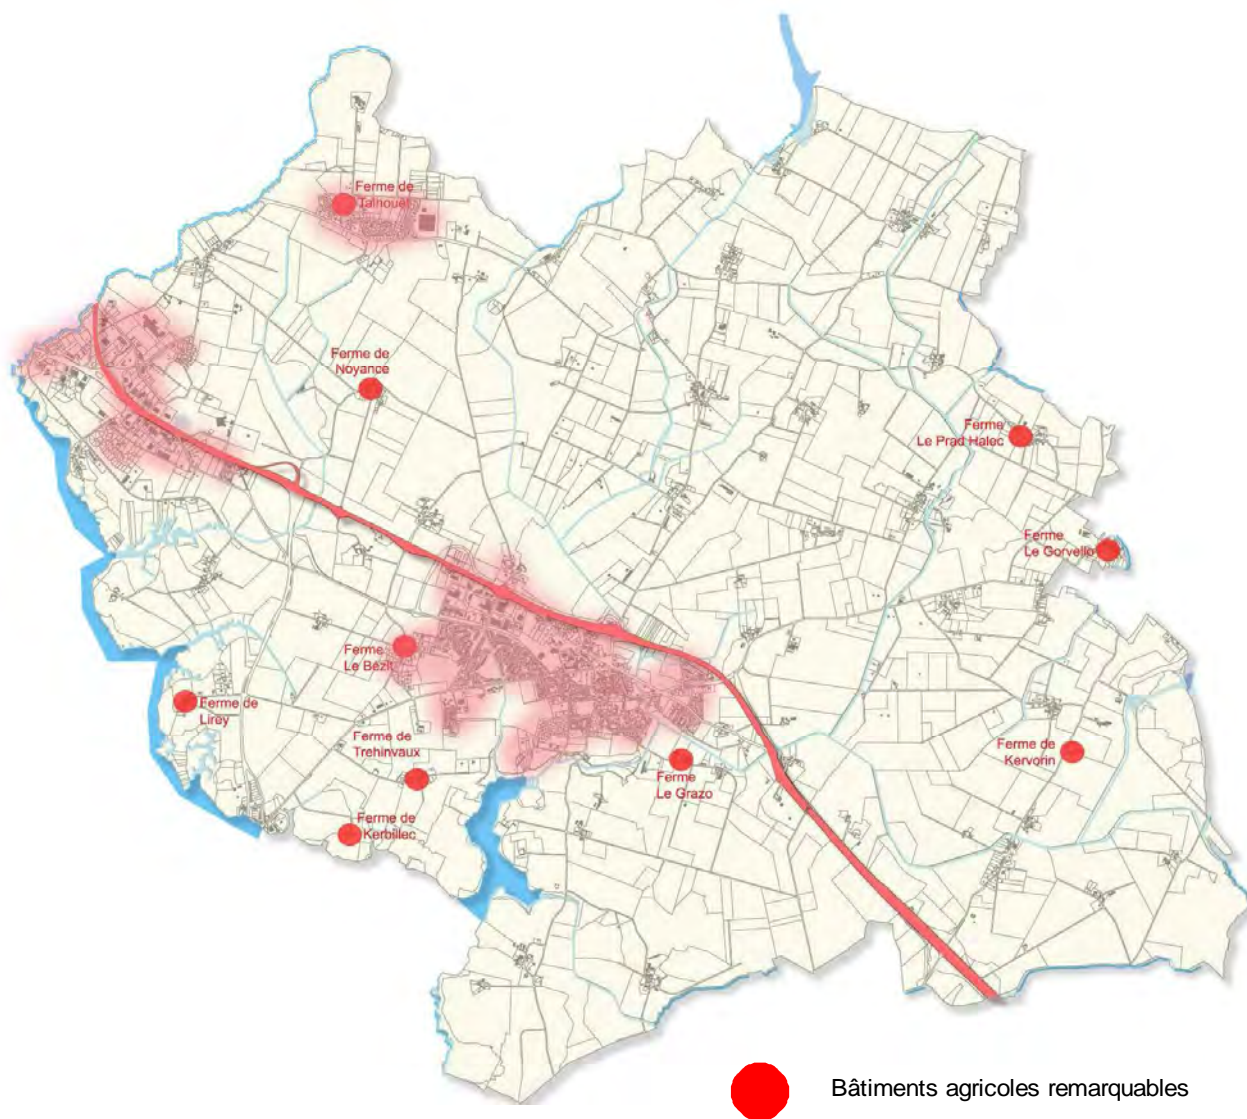 Ferme de
Talhouet
Ferme de
Noyance
Ferme
Le Prad Halec
Ferme
Le Gorvello
Ferme
Le Bézit
Ferme de
Lirey
Ferme de
Trehinvaux
Ferme
Le Grazo
Ferme de
Kervorin
Ferme de
Kerbillec
Bâtiments agricoles remarquables